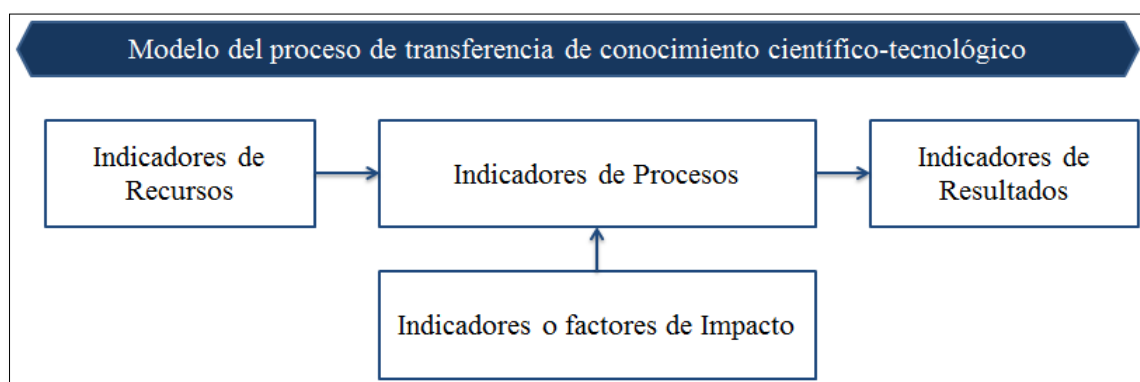 Modelo del proceso de transferencia de conocimiento científico-tecnológico
Indicadores de
Recursos
Indicadores de Procesos
Indicadores de
Resultados
Indicadores o factores de Impacto